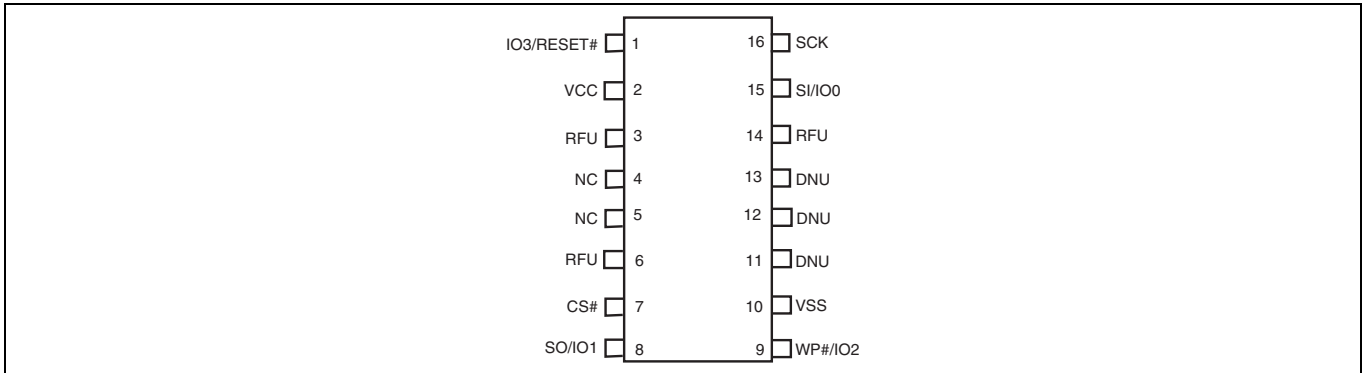 IO3/RESET# 1 16 SCK
VCC 2 15 SI/IO0
RFU 3 14 RFU
NC 4 13 DNU
NC 5 12 DNU
RFU 6 11 DNU
CS# 7 10 VSS
SO/IO1 8 9 WP#/IO2